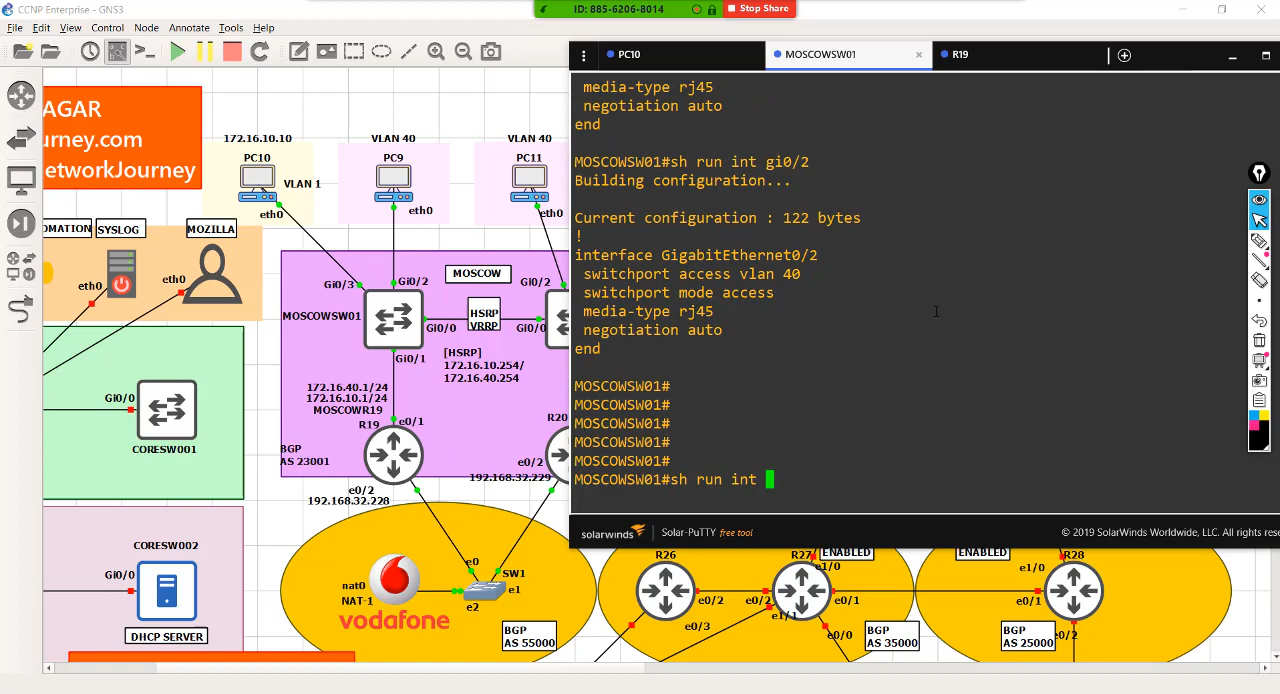 CCNP Enterprise - GNS3
ID: 885-6206-8014
Stop Share
File Edit View Control Node Annotate Tools Help
PC10
MOSCOWSW01
R19
AGAR
urney.com
etworkJourney
172.16.10.10
PC10
VLAN 1
eth0
VLAN 40
PC9
eth0
VLAN 40
PC11
eth0
OMATION
SYSLOG
MOZILLA
eth0
eth0
MOSCOW
Gi0/3
Gi0/2
Gi0/2
MOSCOWSW01
Gi0/0
HSRP
VRRP
Gi0/0
Gi0/1
[HSRP]
172.16.10.254/
172.16.40.254
172.16.40.1/24
172.16.10.1/24
MOSCOWR19
R19
e0/1
R20
BGP
AS 23001
e0/2
192.168.32.229
e0/2
192.168.32.228
Gi0/0
CORESW001
CORESW002
Gi0/0
DHCP SERVER
nat0
NAT-1
vodafone
e0
SW1
e1
e2
BGP
AS 55000
media-type rj45
negotiation auto
end
MOSCOWSW01#sh run int gi0/2
Building configuration...
Current configuration : 122 bytes
!
interface GigabitEthernet0/2
switchport access vlan 40
switchport mode access
media-type rj45
negotiation auto
end
MOSCOWSW01#
MOSCOWSW01#
MOSCOWSW01#
MOSCOWSW01#
MOSCOWSW01#
MOSCOWSW01#sh run int
solarwinds
Solar-PuTTY free tool
© 2019 SolarWinds Worldwide, LLC. All rights rese
R26
R27
ENABLED
ENABLED
R28
e1/0
e1/0
e0/2
e0/2
e0/1
e0/1
e0/3
e1/1
e0/0
e0/2
BGP
AS 35000
BGP
AS 25000